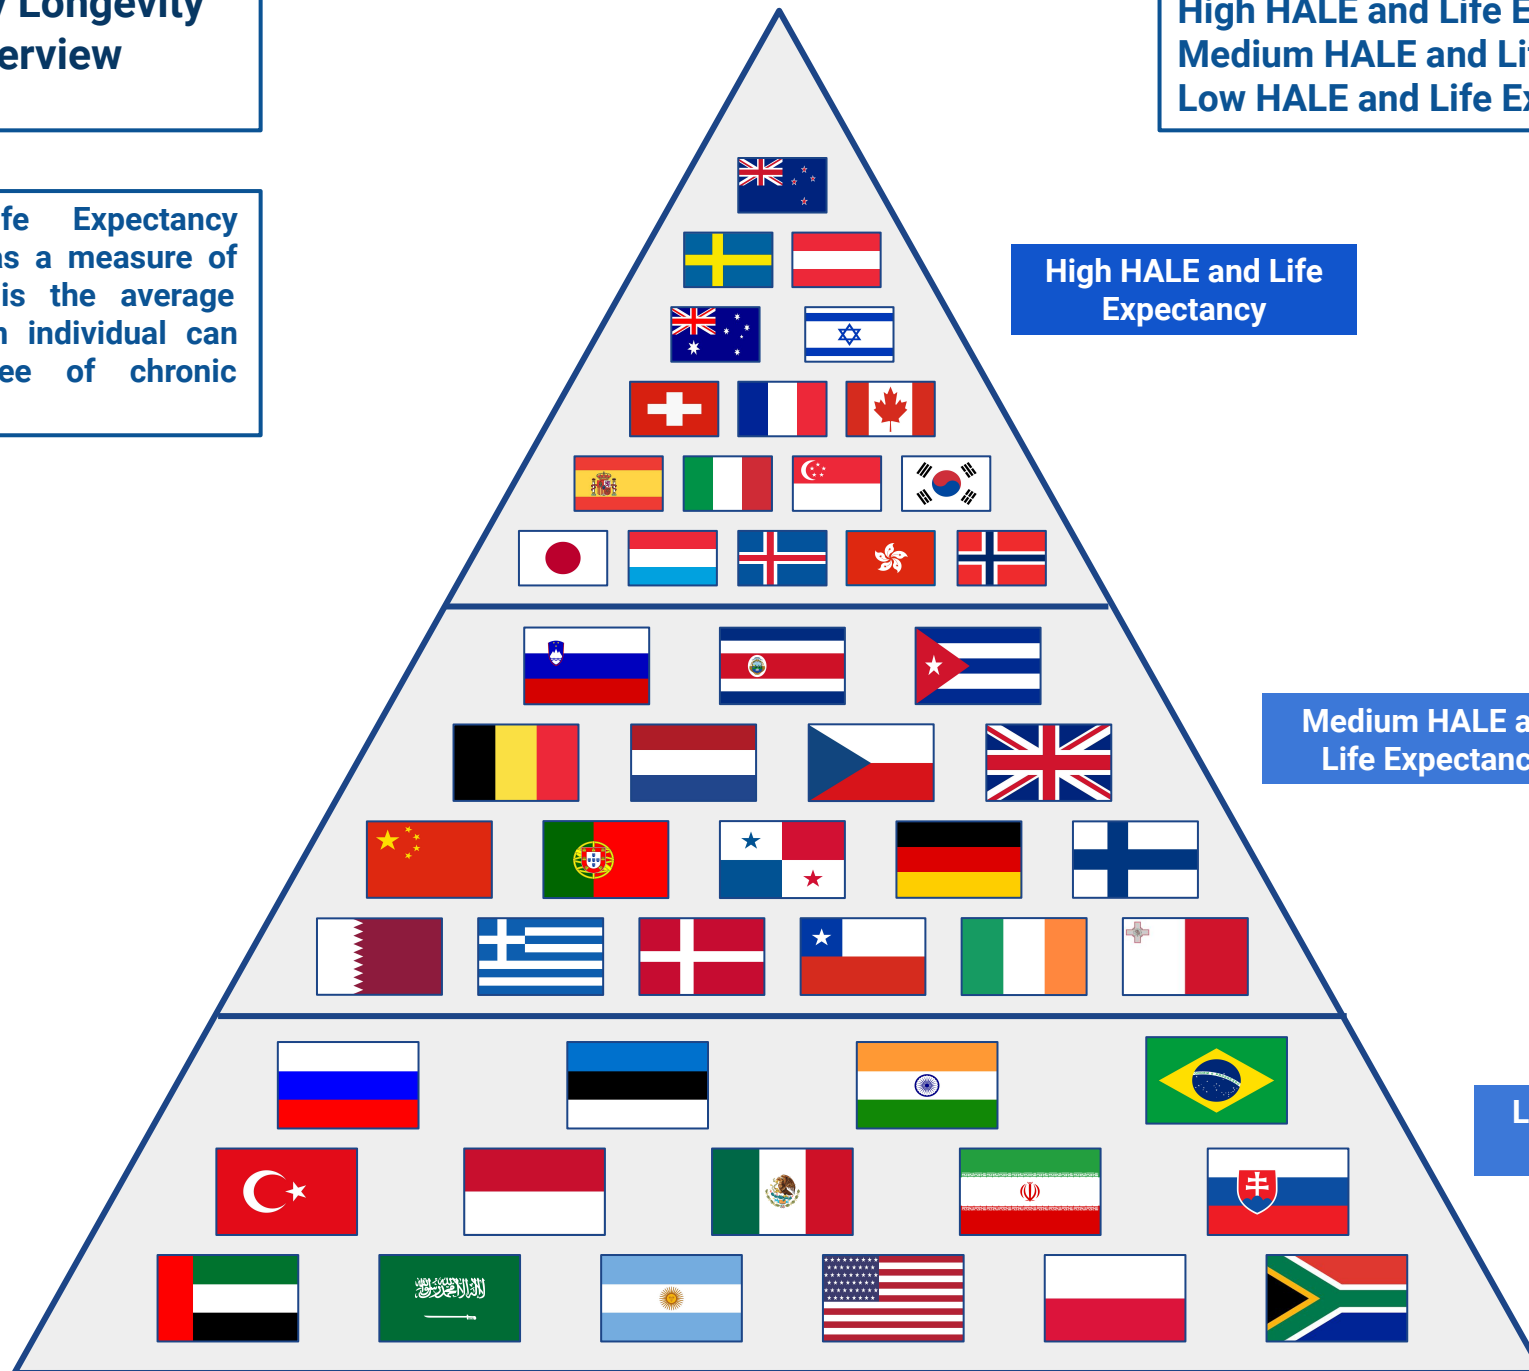 y Longevity
erview
fe Expectancy
as a measure of
is the average
n individual can
ee of chronic
High HALE and Life E
Medium HALE and Li
Low HALE and Life Ex
High HALE and Life
Expectancy
Medium HALE a
Life Expectanc
L